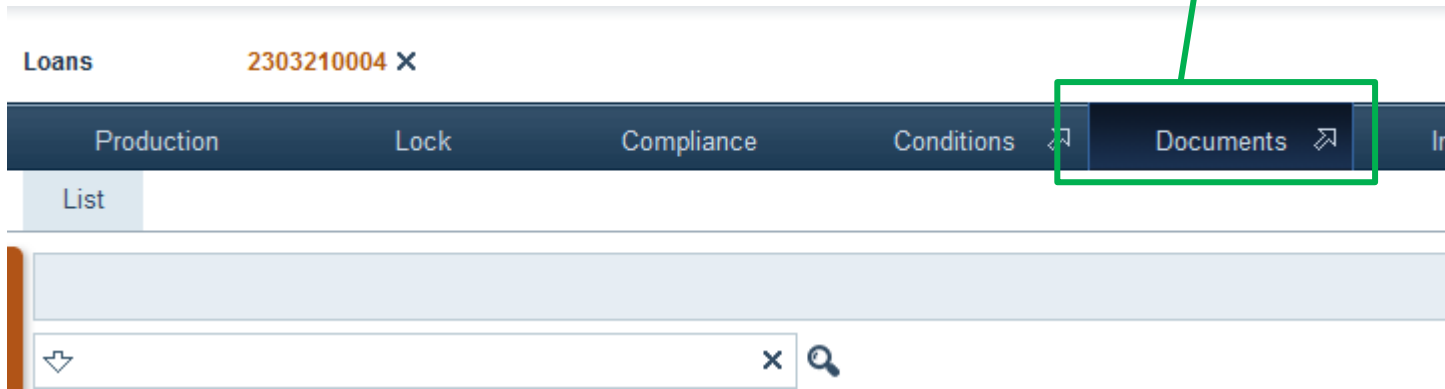 Loans 2303210004
Production Lock Compliance Conditions Documents
List